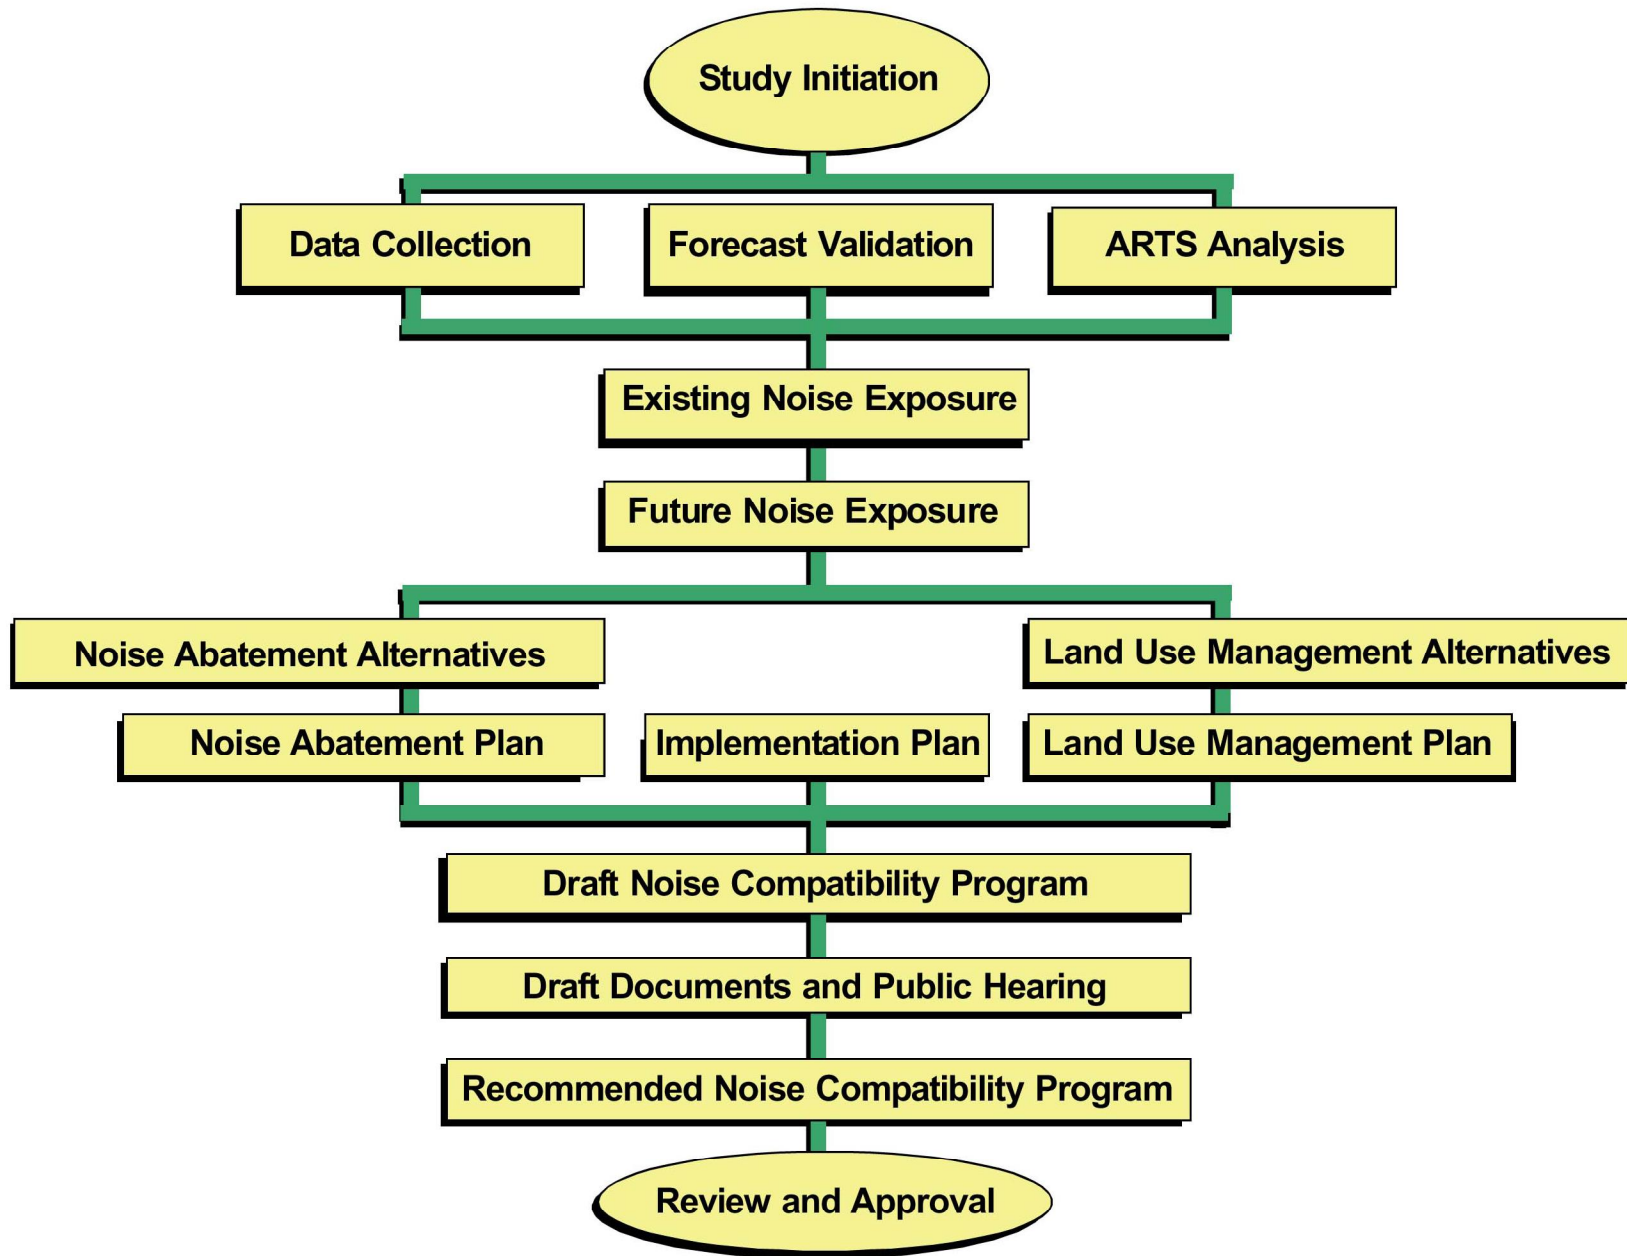 Study Initiation
Data Collection
Forecast Validation
ARTS Analysis
Existing Noise Exposure
Future Noise Exposure
Noise Abatement Alternatives
Land Use Management Alternatives
Noise Abatement Plan
Implementation Plan
Land Use Management Plan
Draft Noise Compatibility Program
Draft Documents and Public Hearing
Recommended Noise Compatibility Program
Review and Approval